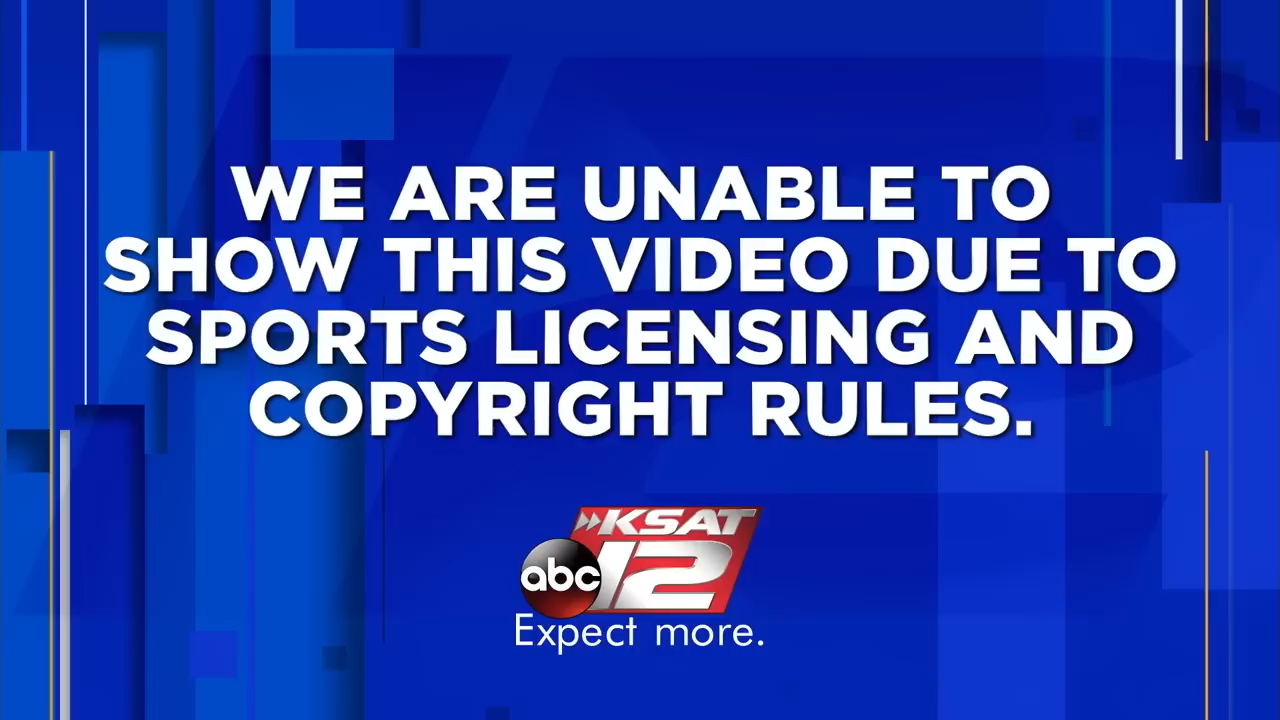 WE ARE UNABLE TO
SHOW THIS VIDEO DUE TO
SPORTS LICENSING AND
COPYRIGHT RULES.
KSAT
abc 12
Expect more.